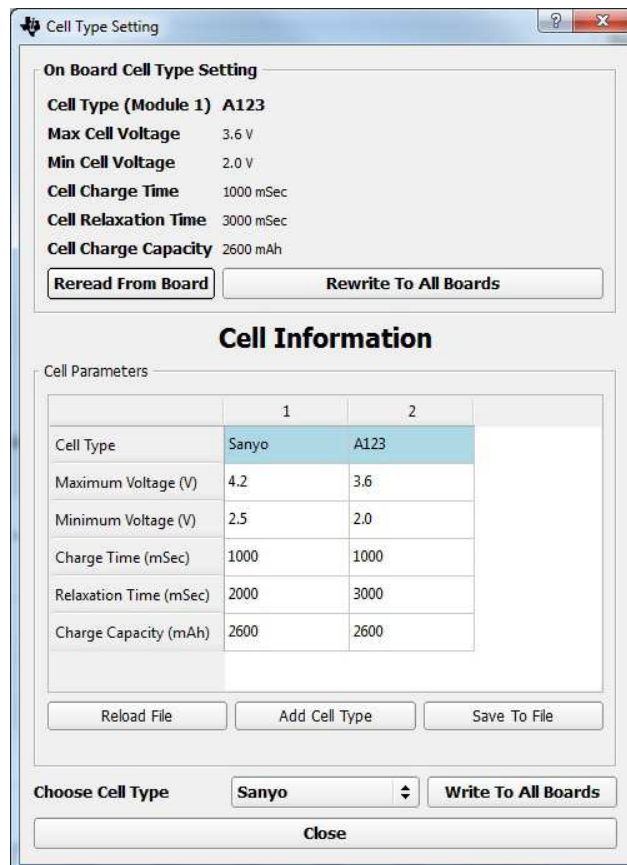 Cell Type Setting
On Board Cell Type Setting
Cell Type (Module 1) A123
Max Cell Voltage 3.6 V
Min Cell Voltage 2.0 V
Cell Charge Time 1000 mSec
Cell Relaxation Time 3000 mSec
Cell Charge Capacity 2600 mAh
Reread From Board Rewrite To All Boards
Cell Information
Cell Parameters
1 2
Cell Type Sanyo A123
Maximum Voltage (V) 4.2 3.6
Minimum Voltage (V) 2.5 2.0
Charge Time (mSec) 1000 1000
Relaxation Time (mSec) 2000 3000
Charge Capacity (mAh) 2600 2600
Reload File Add Cell Type Save To File
Choose Cell Type Sanyo Write To All Boards
Close